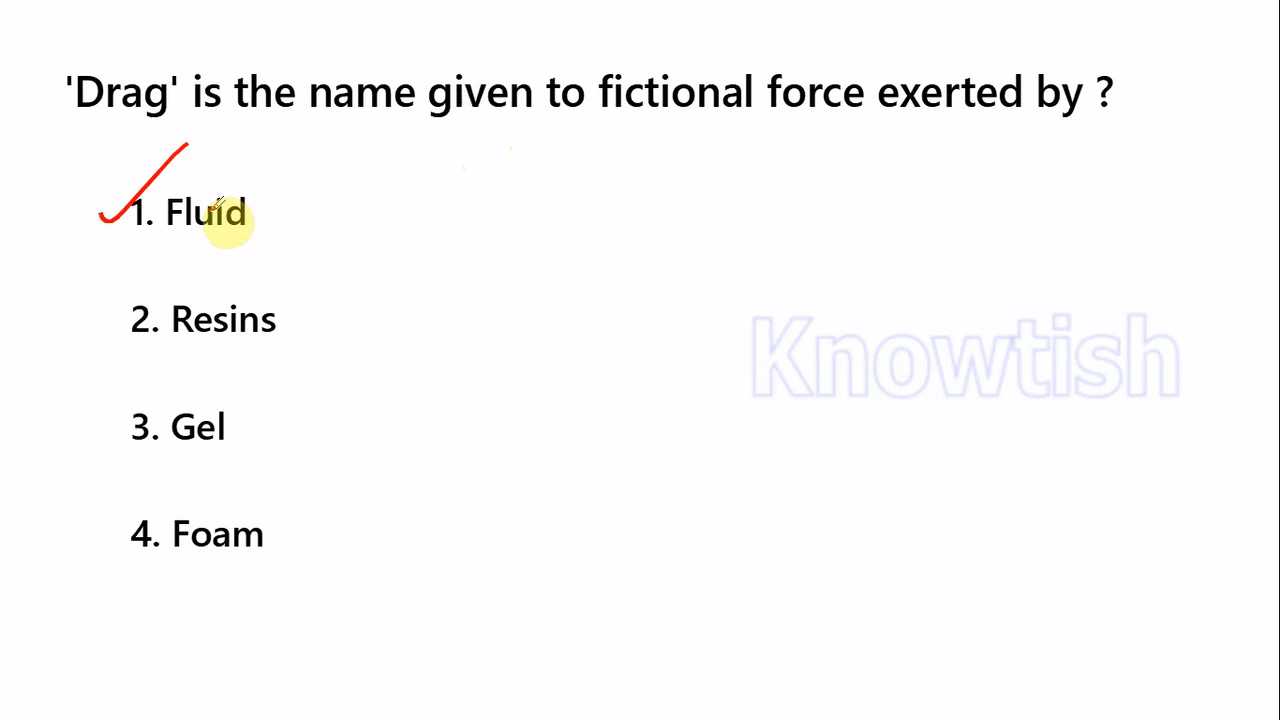 'Drag' is the name given to fictional force exerted by ?
1. Fluid
2. Resins
Knowtish
3. Gel
4. Foam